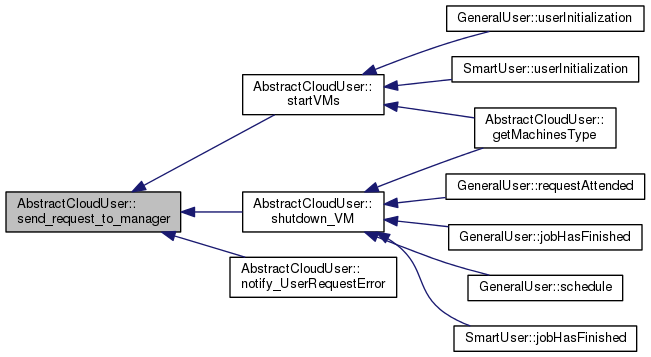 GeneralUser::userInitialization
SmartUser::userInitialization
AbstractCloudUser::
startVMs
AbstractCloudUser::
getMachinesType
GeneralUser::requestAttended
AbstractCloudUser::
send_request_to_manager
AbstractCloudUser::
shutdown_VM
GeneralUser::jobHasFinished
AbstractCloudUser::
notify_UserRequestError
GeneralUser::schedule
SmartUser::jobHasFinished